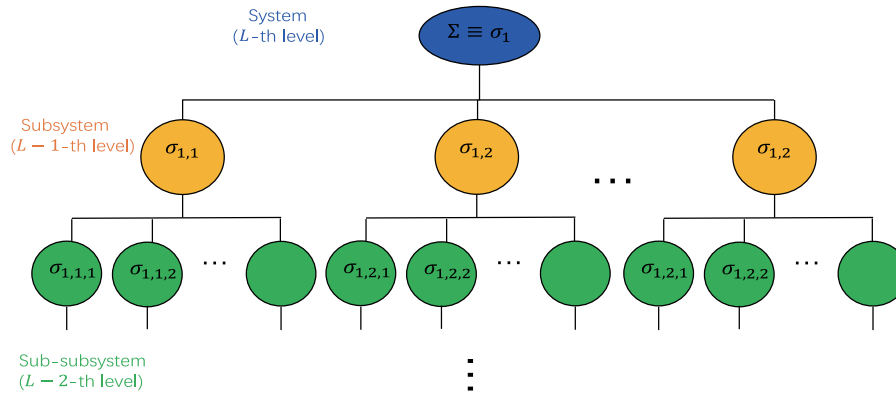 System
(L-th level)
Σ ≡ σ₁
Subsystem
(L − 1-th level)
σ₁,₁
σ₁,₂
...
σ₁,₂
σ₁,₁,₁
σ₁,₁,₂
...
σ₁,₂,₁
σ₁,₂,₂
...
σ₁,₂,₁
σ₁,₂,₂
...
Sub-subsystem
(L − 2-th level)